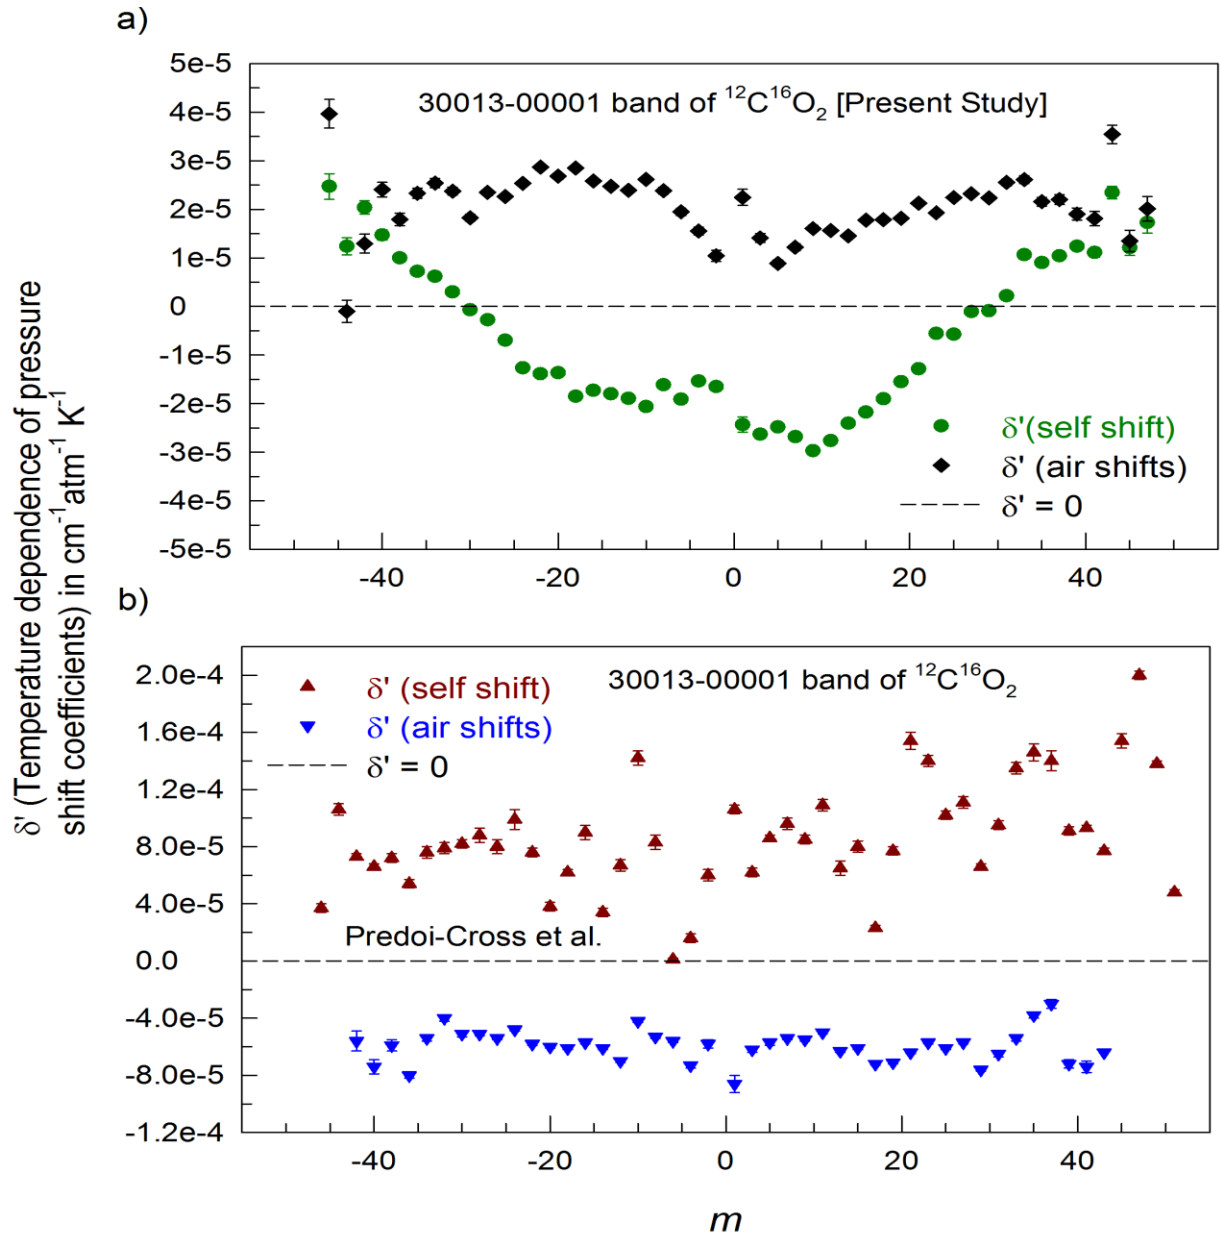 a)
5e-5
30013-00001 band of ¹²C¹⁶O₂ [Present Study]
4e-5
3e-5
2e-5
1e-5
0
-1e-5
-2e-5
-3e-5
-4e-5
-5e-5
δ'(self shift)
δ' (air shifts)
δ' = 0
-40 -20 0 20 40
δ' (Temperature dependence of pressure
shift coefficients) in cm⁻¹atm⁻¹ K⁻¹
b)
2.0e-4
1.6e-4
1.2e-4
8.0e-5
4.0e-5
0.0
-4.0e-5
-8.0e-5
-1.2e-4
δ' (self shift)
δ' (air shifts)
δ' = 0
30013-00001 band of ¹²C¹⁶O₂
Predoi-Cross et al.
-40 -20 0 20 40
m